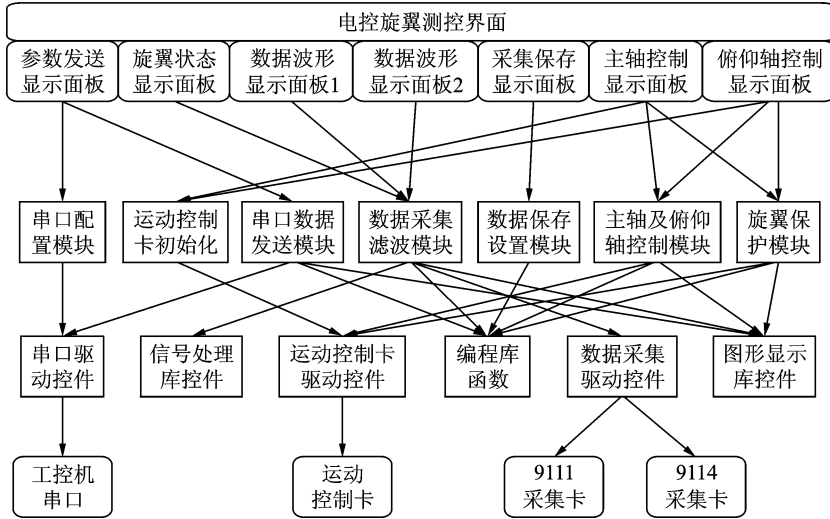 电控旋翼测控界面
参数发送
显示面板
旋翼状态
显示面板
数据波形
显示面板1
数据波形
显示面板2
采集保存
显示面板
主轴控制
显示面板
俯仰轴控制
显示面板
串口配
置模块
运动控制
卡初始化
串口数据
发送模块
数据采集
滤波模块
数据保存
设置模块
主轴及俯仰
轴控制模块
旋翼保
护模块
串口驱
动控件
信号处理
库控件
运动控制卡
驱动控件
编程库
函数
数据采集
驱动控件
图形显示
库控件
工控机
串口
运动
控制卡
9111
采集卡
9114
采集卡